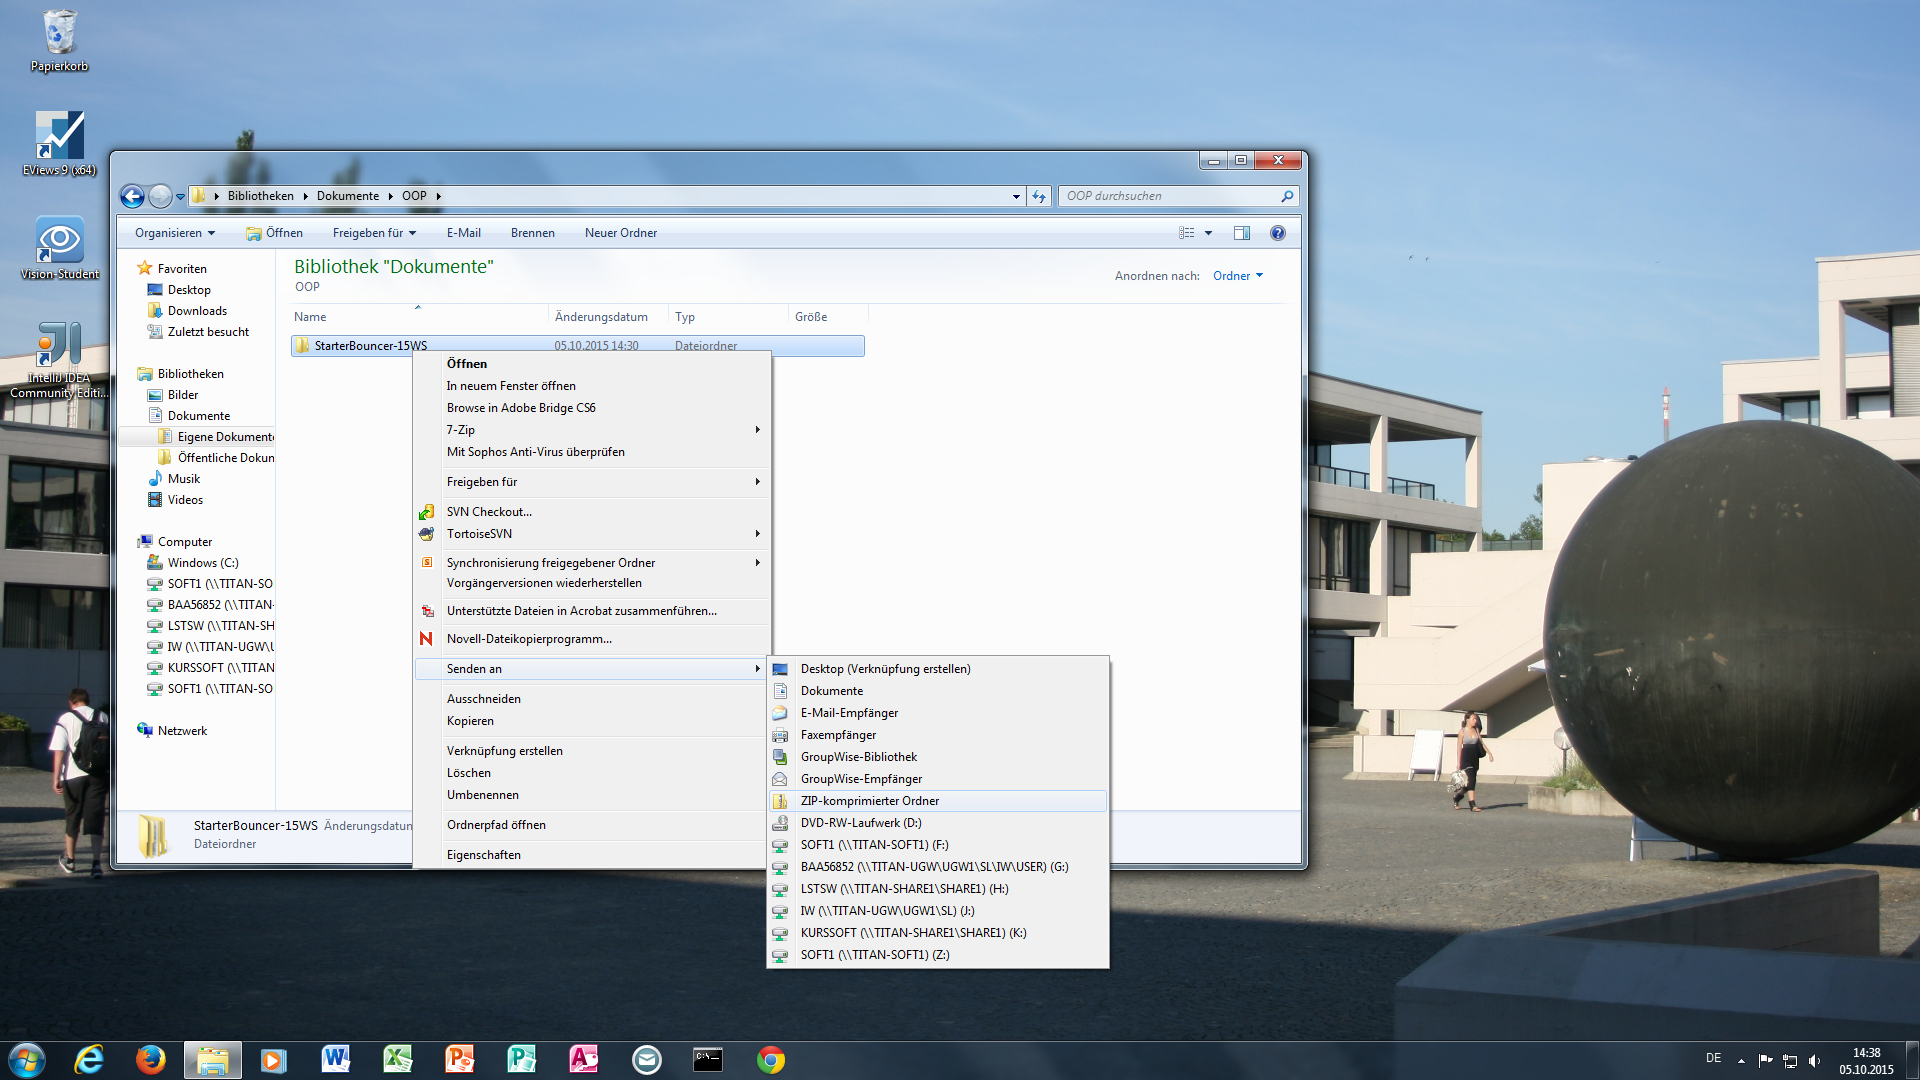 Papierkorb
EViews 9 (x64)
Vision-Student
IntelliJ IDEA
Community Editi...
Bibliotheken
Dokumente
OOP
OOP durchsuchen
Organisieren
Öffnen
Freigeben für
E-Mail
Brennen
Neuer Ordner
Favoriten
Desktop
Downloads
Zuletzt besucht
Bibliotheken
Bilder
Dokumente
Eigene Dokumente
Öffentliche Dokun
Musik
Videos
Computer
Windows (C:)
SOFT1 (\\TITAN-SO
BAA56852 (\\TITAN-
LSTSW (\\TITAN-SH
IW (\\TITAN-UGW\U
KURSSOFT (\\TITAN
SOFT1 (\\TITAN-SO
Netzwerk
Bibliothek "Dokumente"
OOP
Anordnen nach: Ordner
Name Änderungsdatum Typ Größe
StarterBouncer-15WS 05.10.2015 14:30 Dateiordner
Öffnen
In neuem Fenster öffnen
Browse in Adobe Bridge CS6
7-Zip
Mit Sophos Anti-Virus überprüfen
Freigeben für
SVN Checkout...
TortoiseSVN
Synchronisierung freigegebener Ordner
Vorgängerversionen wiederherstellen
Unterstützte Dateien in Acrobat zusammenführen...
Novell-Dateikopierprogramm...
Senden an
Ausschneiden
Kopieren
Verknüpfung erstellen
Löschen
Umbenennen
Ordnerpfad öffnen
Eigenschaften
Desktop (Verknüpfung erstellen)
Dokumente
E-Mail-Empfänger
Faxempfänger
GroupWise-Bibliothek
GroupWise-Empfänger
ZIP-komprimierter Ordner
DVD-RW-Laufwerk (D:)
SOFT1 (\\TITAN-SOFT1) (F:)
BAA56852 (\\TITAN-UGW\UGW1\SL\IW\USER) (G:)
LSTSW (\\TITAN-SHARE1\SHARE1) (H:)
IW (\\TITAN-UGW\UGW1\SL) (J:)
KURSSOFT (\\TITAN-SHARE1\SHARE1) (K:)
SOFT1 (\\TITAN-SOFT1) (Z:)
StarterBouncer-15WS Änderungsdatun
Dateiordner
DE
14:38
05.10.2015